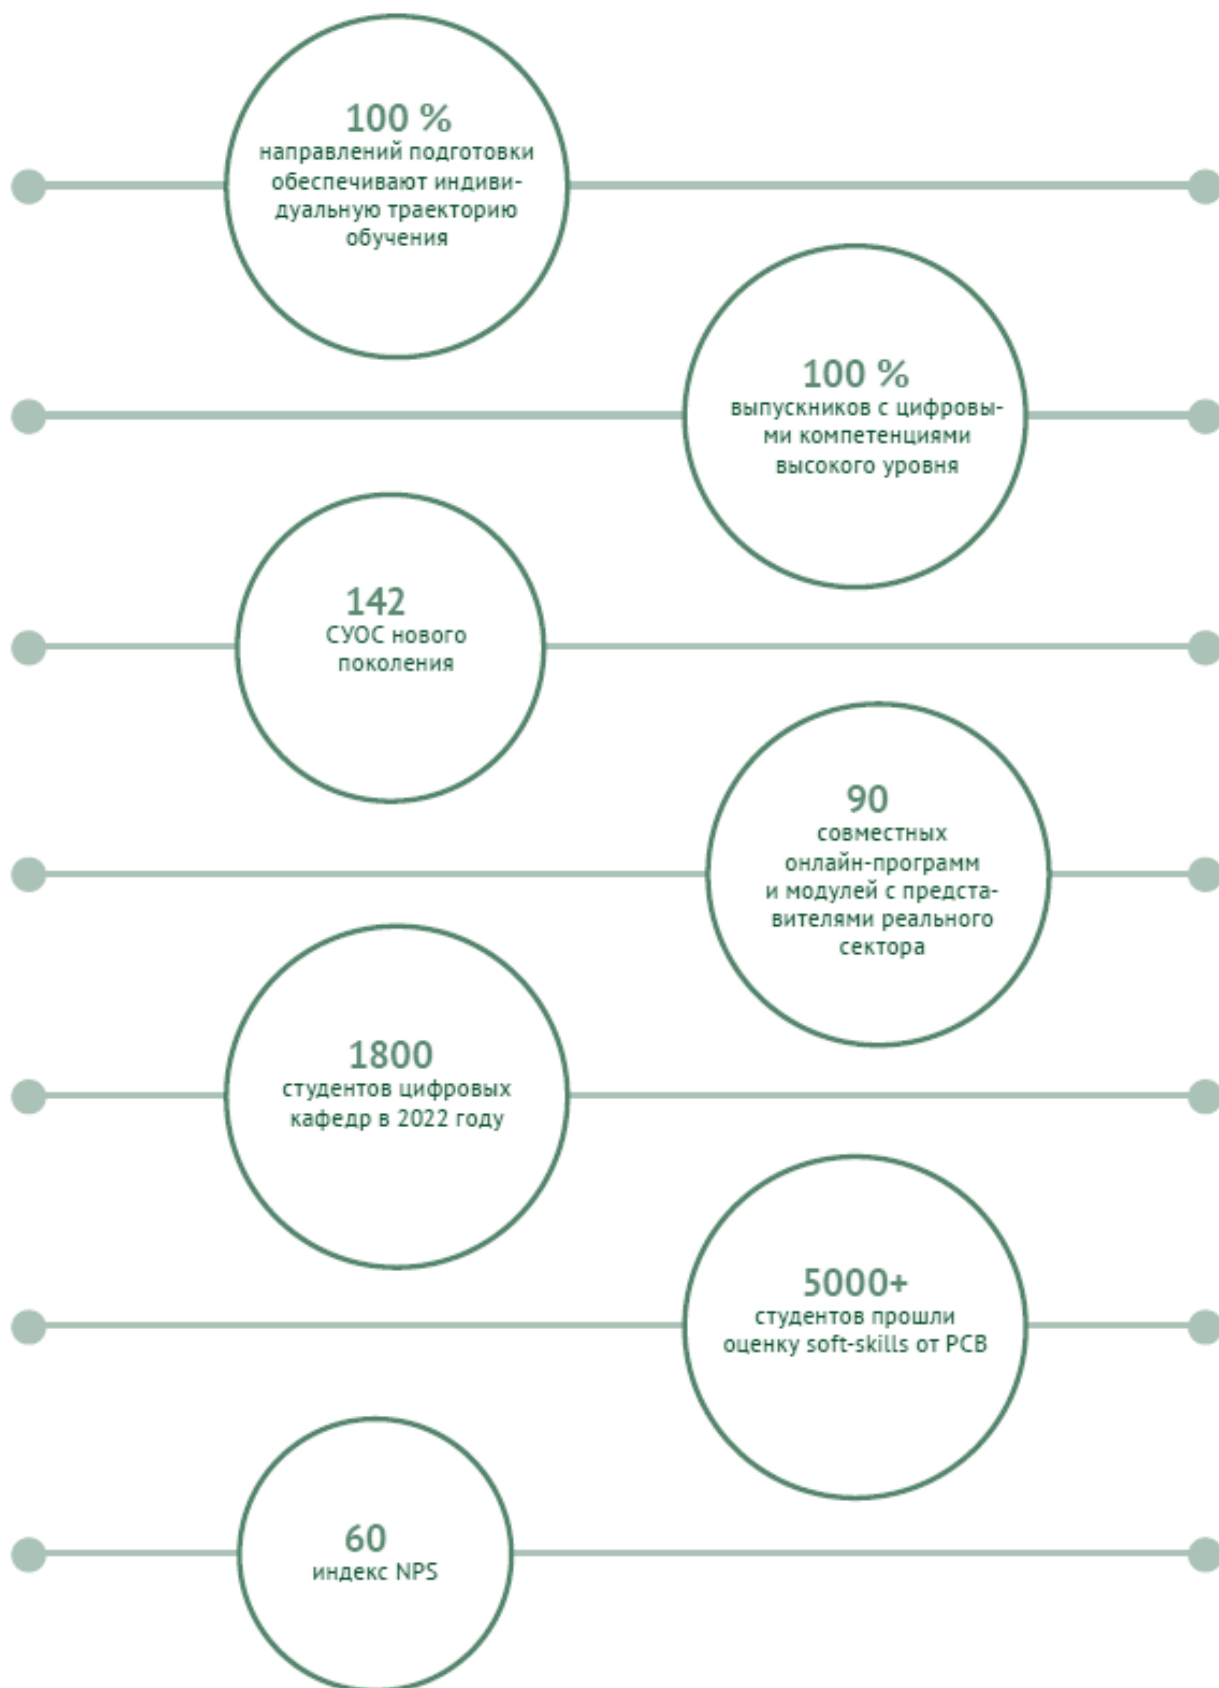 100 %
направлений подготовки
обеспечивают индиви-
дуальную траекторию
обучения
100 %
выпускников с цифровы-
ми компетенциями
высокого уровня
142
СУОС нового
поколения
90
совместных
онлайн-программ
и модулей с предста-
вителями реального
сектора
1800
студентов цифровых
кафедр в 2022 году
5000+
студентов прошли
оценку soft-skills от РСВ
60
индекс NPS